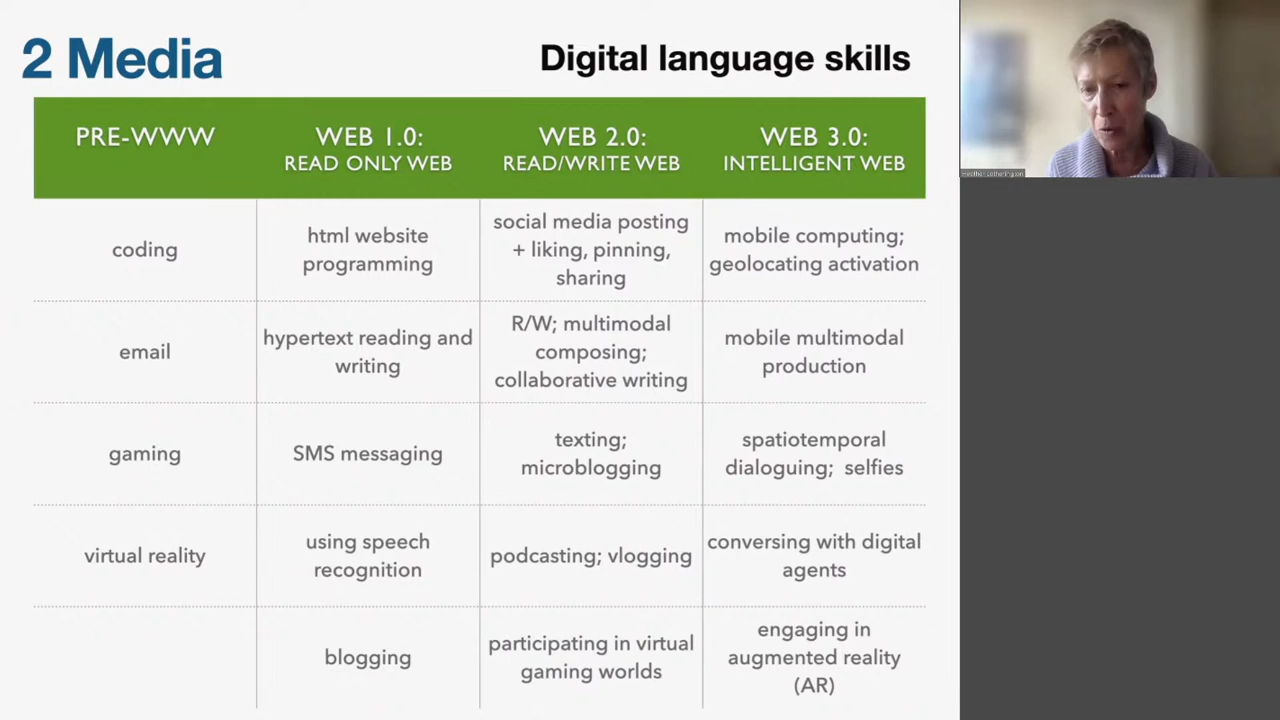 2 Media
Digital language skills
PRE-WWW
WEB 1.0:
READ ONLY WEB
WEB 2.0:
READ/WRITE WEB
WEB 3.0:
INTELLIGENT WEB
coding
html website
programming
social media posting
+ liking, pinning,
sharing
mobile computing;
geolocating activation
email
hypertext reading and
writing
R/W; multimodal
composing;
collaborative writing
mobile multimodal
production
gaming
SMS messaging
texting;
microblogging
spatiotemporal
dialoguing; selfies
virtual reality
using speech
recognition
podcasting; vlogging
conversing with digital
agents
blogging
participating in virtual
gaming worlds
engaging in
augmented reality
(AR)
Heather Lotherington